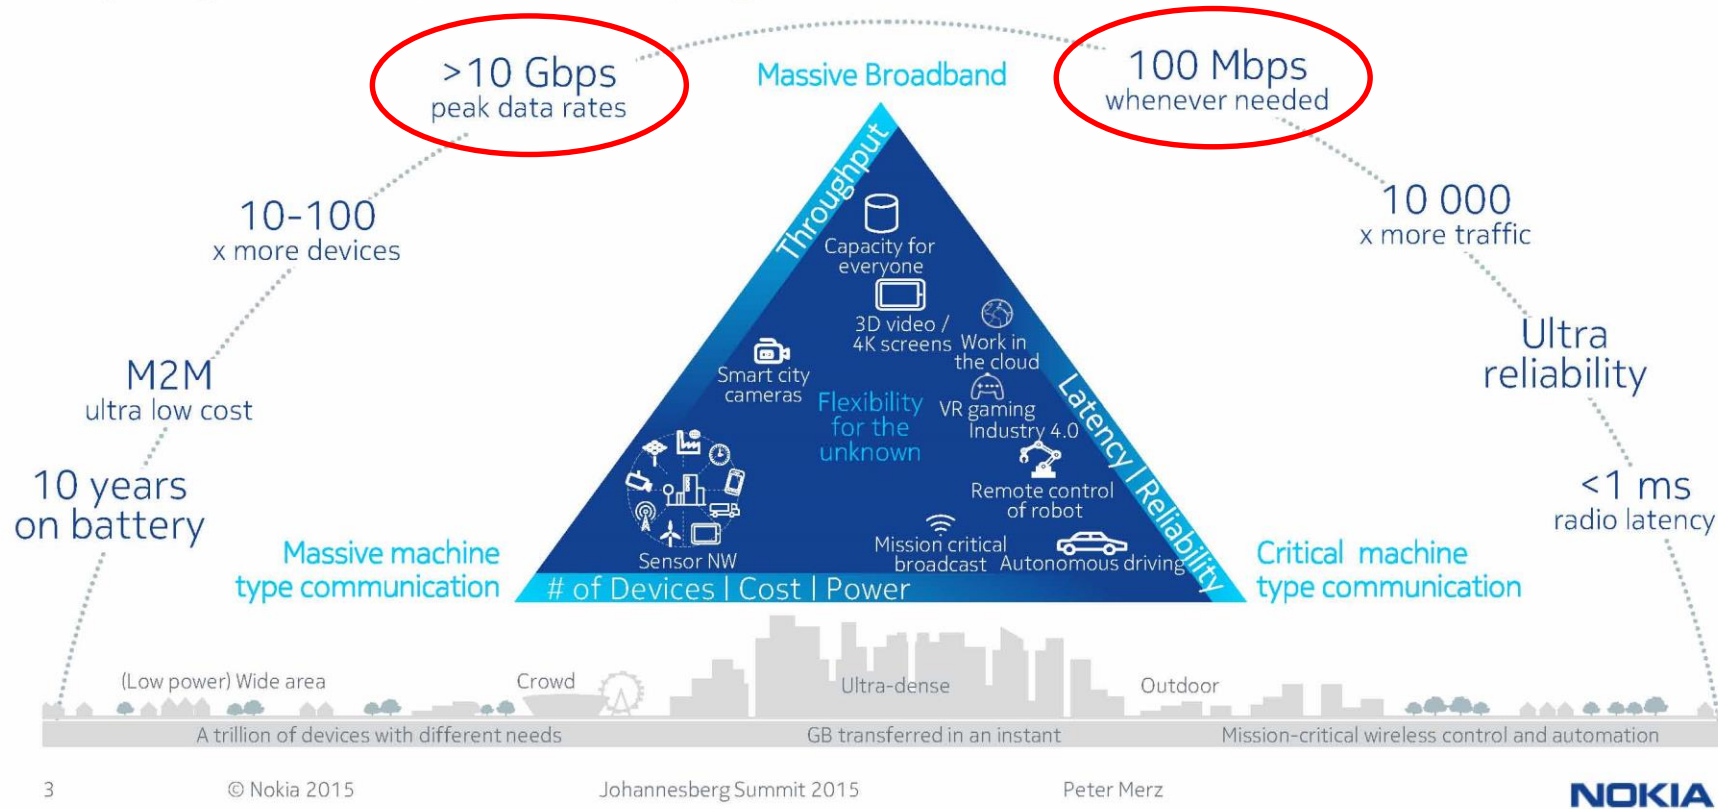 >10 Gbps
peak data rates
Massive Broadband
100 Mbps
whenever needed
10-100
x more devices
10 000
x more traffic
M2M
ultra low cost
Ultra
reliability
10 years
on battery
<1 ms
radio latency
Throughput
Latency | Reliability
# of Devices | Cost | Power
Capacity for
everyone
3D video /
4K screens
Work in
the cloud
Smart city
cameras
Flexibility
for the
unknown
VR gaming
Industry 4.0
Remote control
of robot
Sensor NW
Mission critical
broadcast
Autonomous driving
Massive machine
type communication
Critical machine
type communication
(Low power) Wide area
Crowd
Ultra-dense
Outdoor
A trillion of devices with different needs
GB transferred in an instant
Mission-critical wireless control and automation
3
© Nokia 2015
Johannesberg Summit 2015
Peter Merz
NOKIA